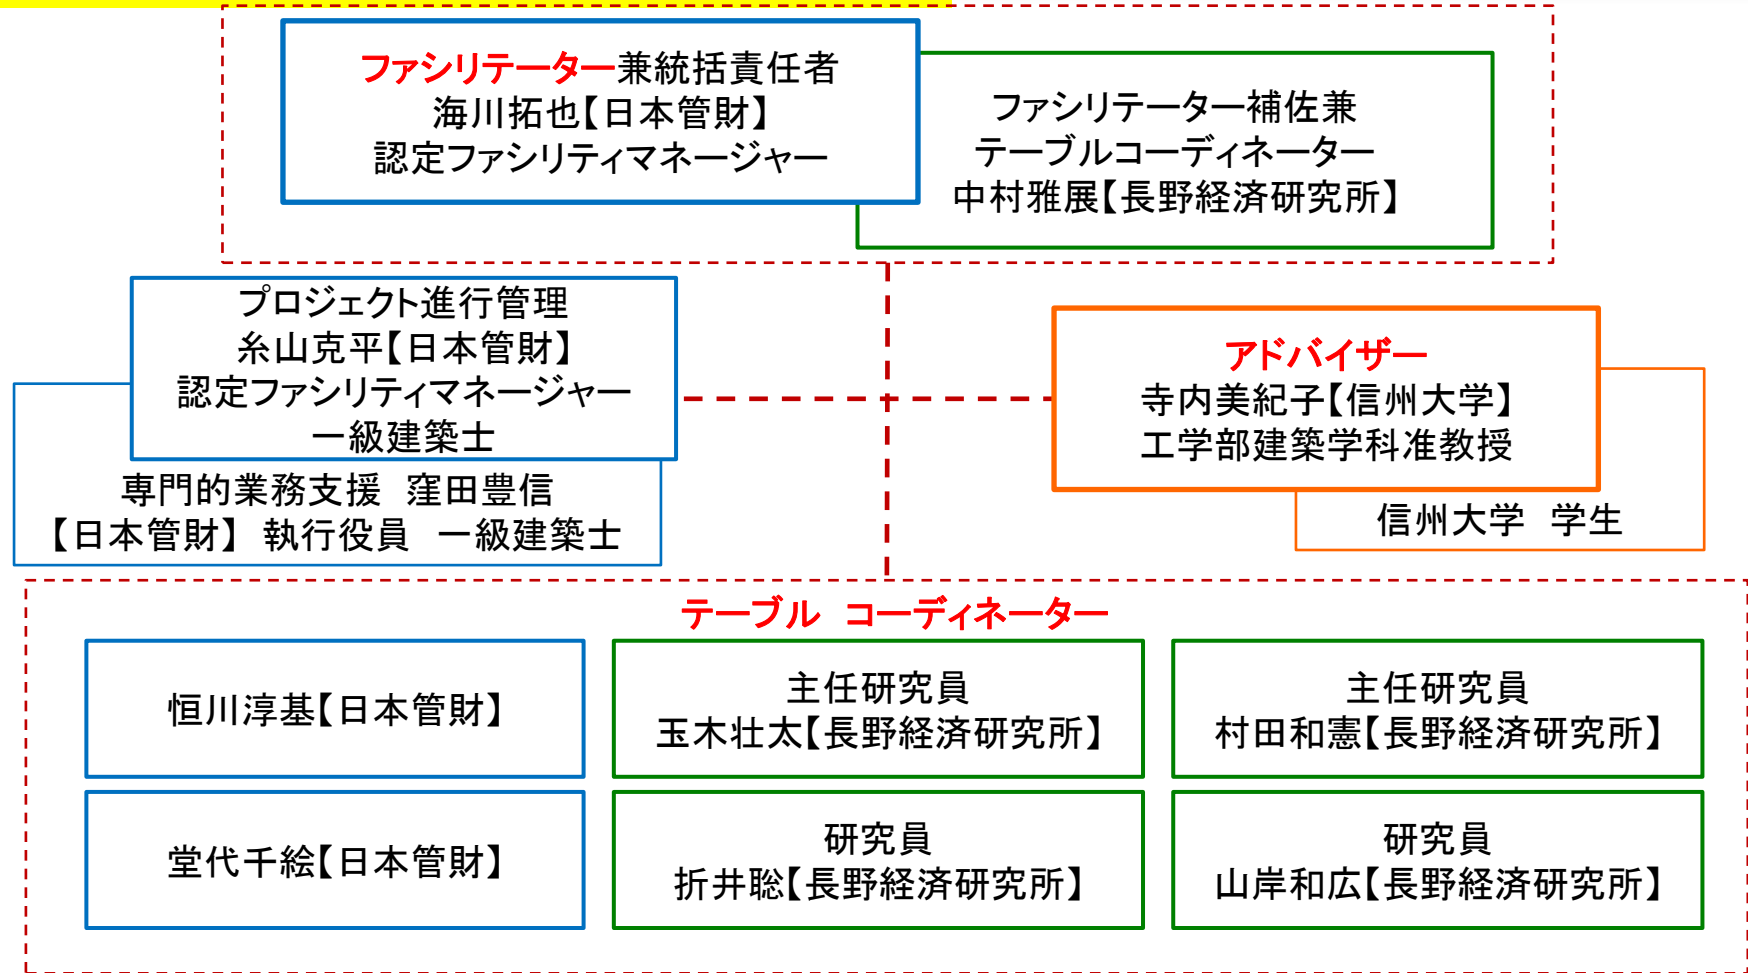 ファシリテーター兼統括責任者
海川拓也【日本管財】
認定ファシリティマネージャー
ファシリテーター補佐兼
テーブルコーディネーター
中村雅展【長野経済研究所】
プロジェクト進行管理
糸山克平【日本管財】
認定ファシリティマネージャー
一級建築士
専門的業務支援　窪田豊信
【日本管財】 執行役員　一級建築士
アドバイザー
寺内美紀子【信州大学】
工学部建築学科准教授
信州大学　学生
テーブル　コーディネーター
恒川淳基【日本管財】
主任研究員
玉木壮太【長野経済研究所】
主任研究員
村田和憲【長野経済研究所】
堂代千絵【日本管財】
研究員
折井聡【長野経済研究所】
研究員
山岸和広【長野経済研究所】